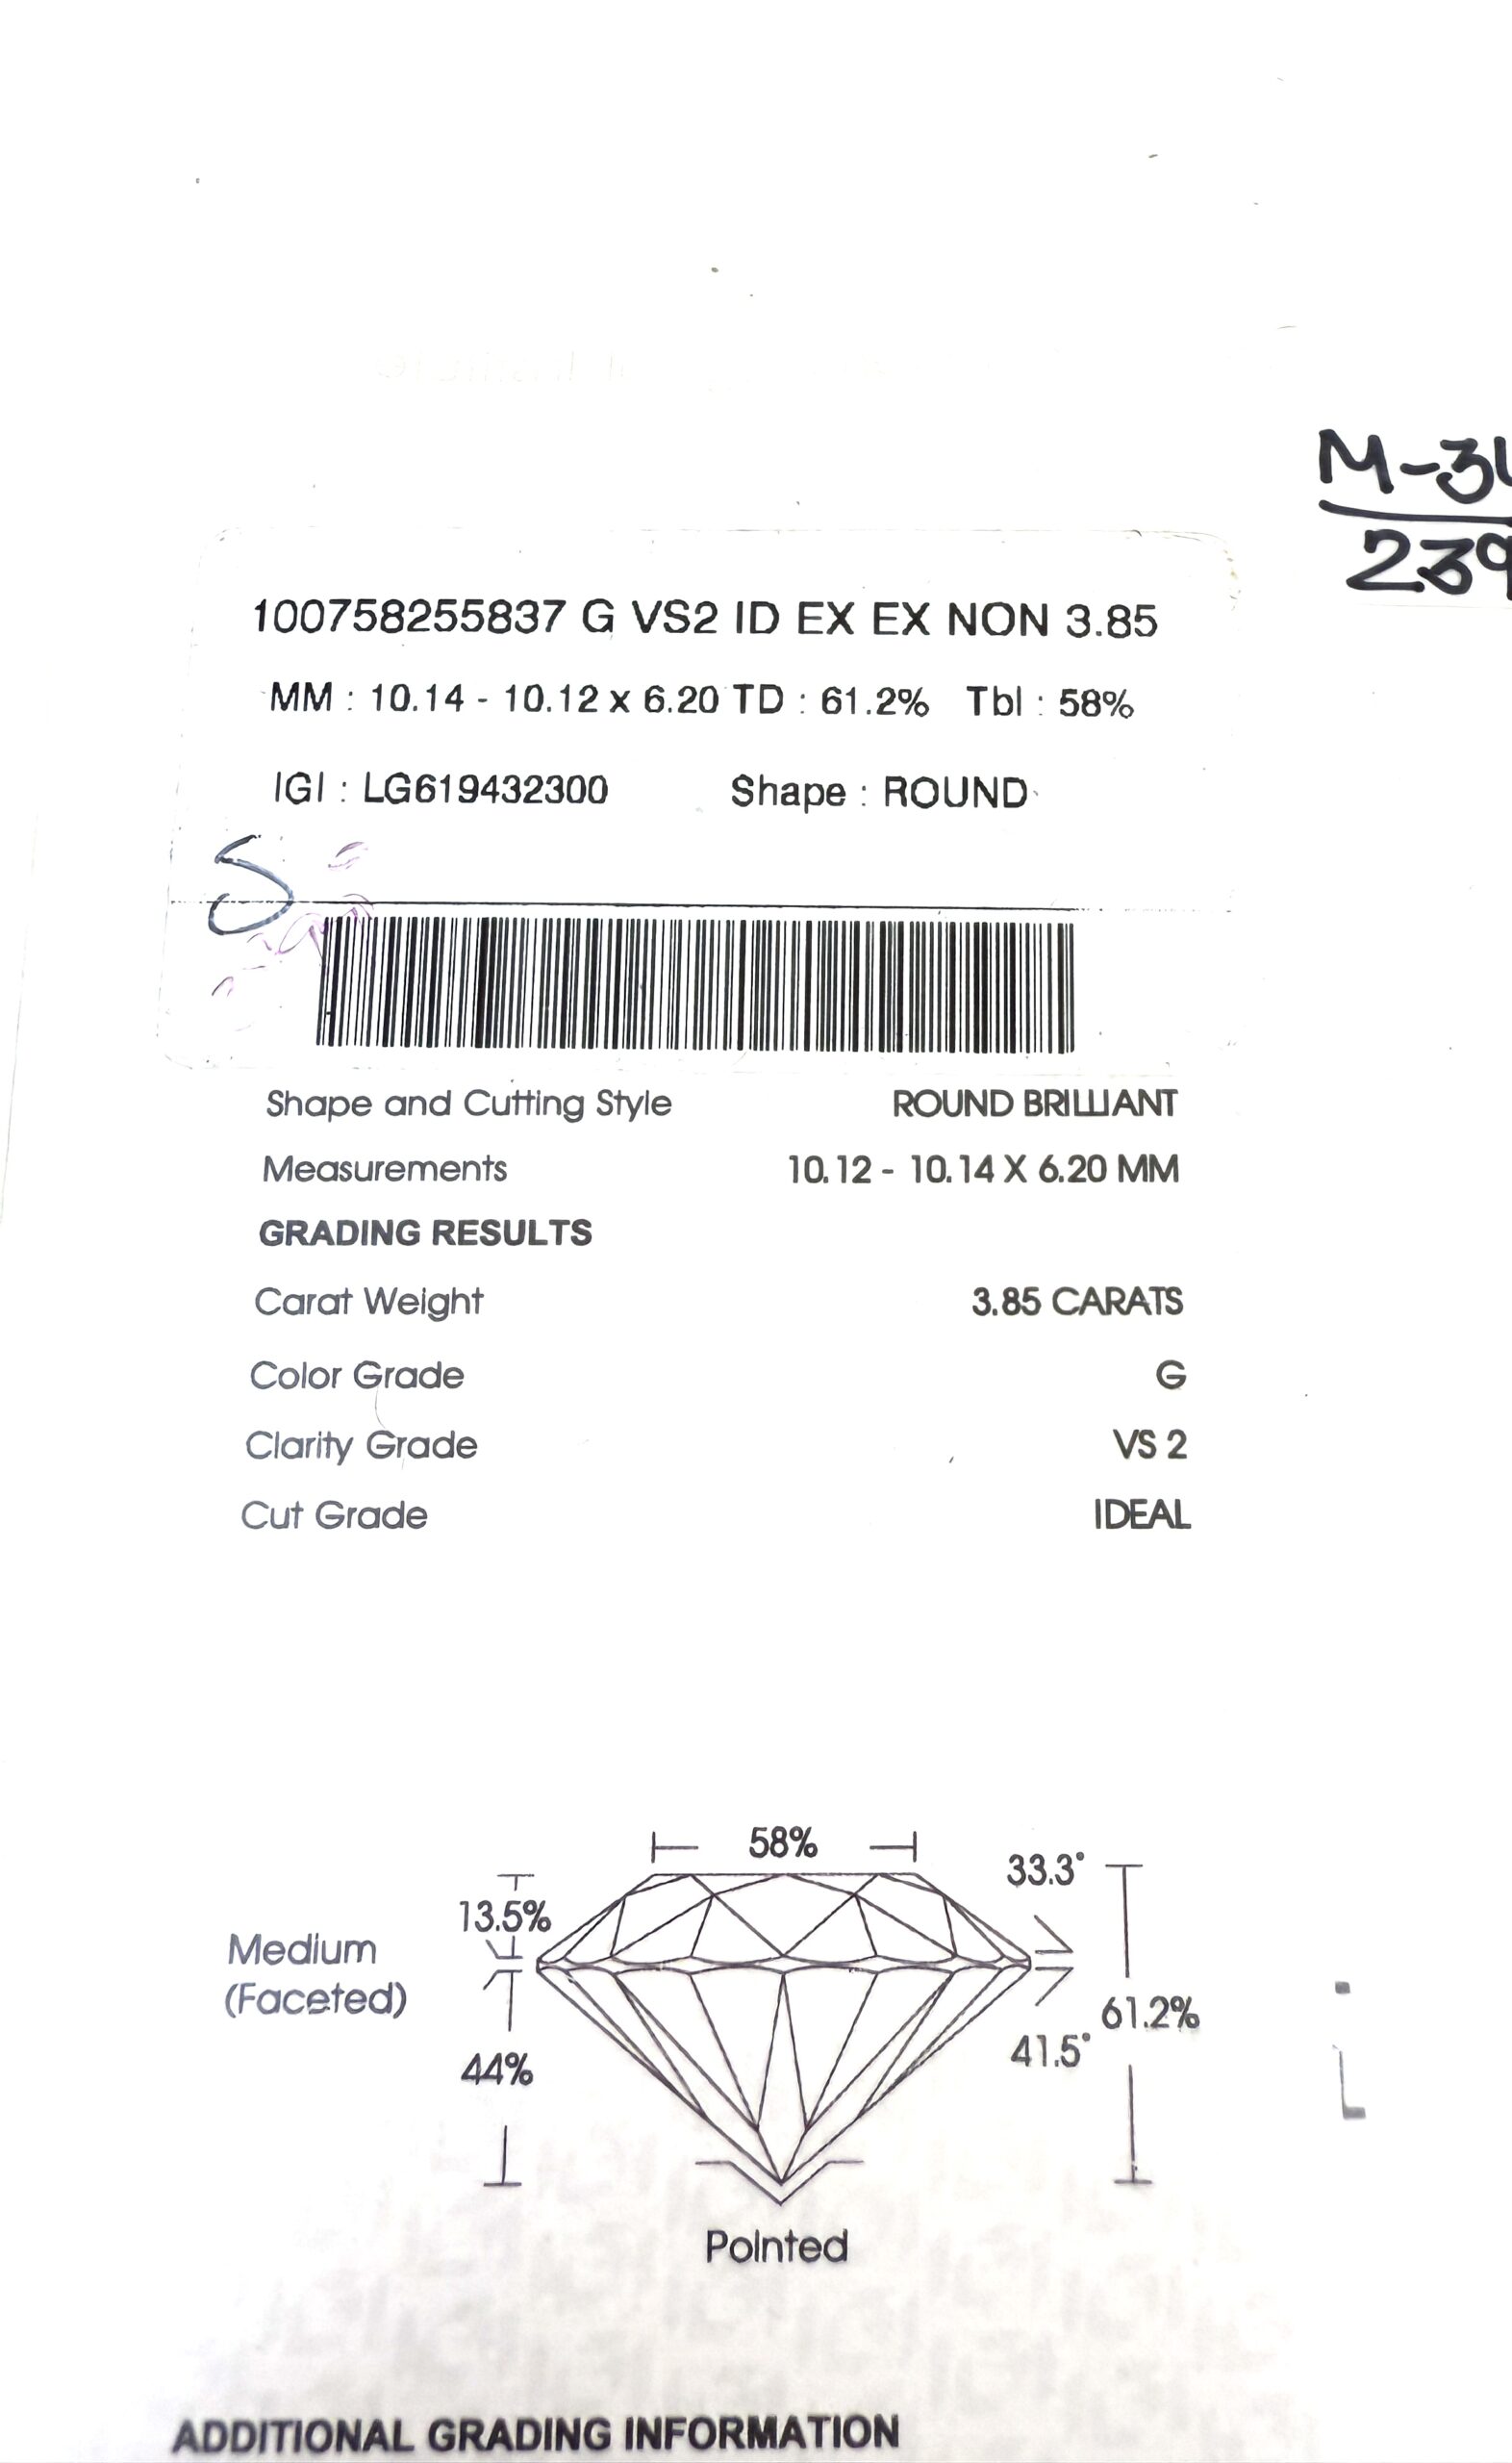 M-3
239
100758255837 G VS2 ID EX EX NON 3.85
MM : 10.14 - 10.12 x 6.20 TD : 61.2% Tbl : 58%
IGI : LG619432300 Shape : ROUND
S
Shape and Cutting Style ROUND BRILLIANT
Measurements 10.12 - 10.14 X 6.20 MM
GRADING RESULTS
Carat Weight 3.85 CARATS
Color Grade G
Clarity Grade VS 2
Cut Grade IDEAL
58%
33.3°
13.5%
Medium
(Faceted)
61.2%
41.5°
44%
Pointed
ADDITIONAL GRADING INFORMATION